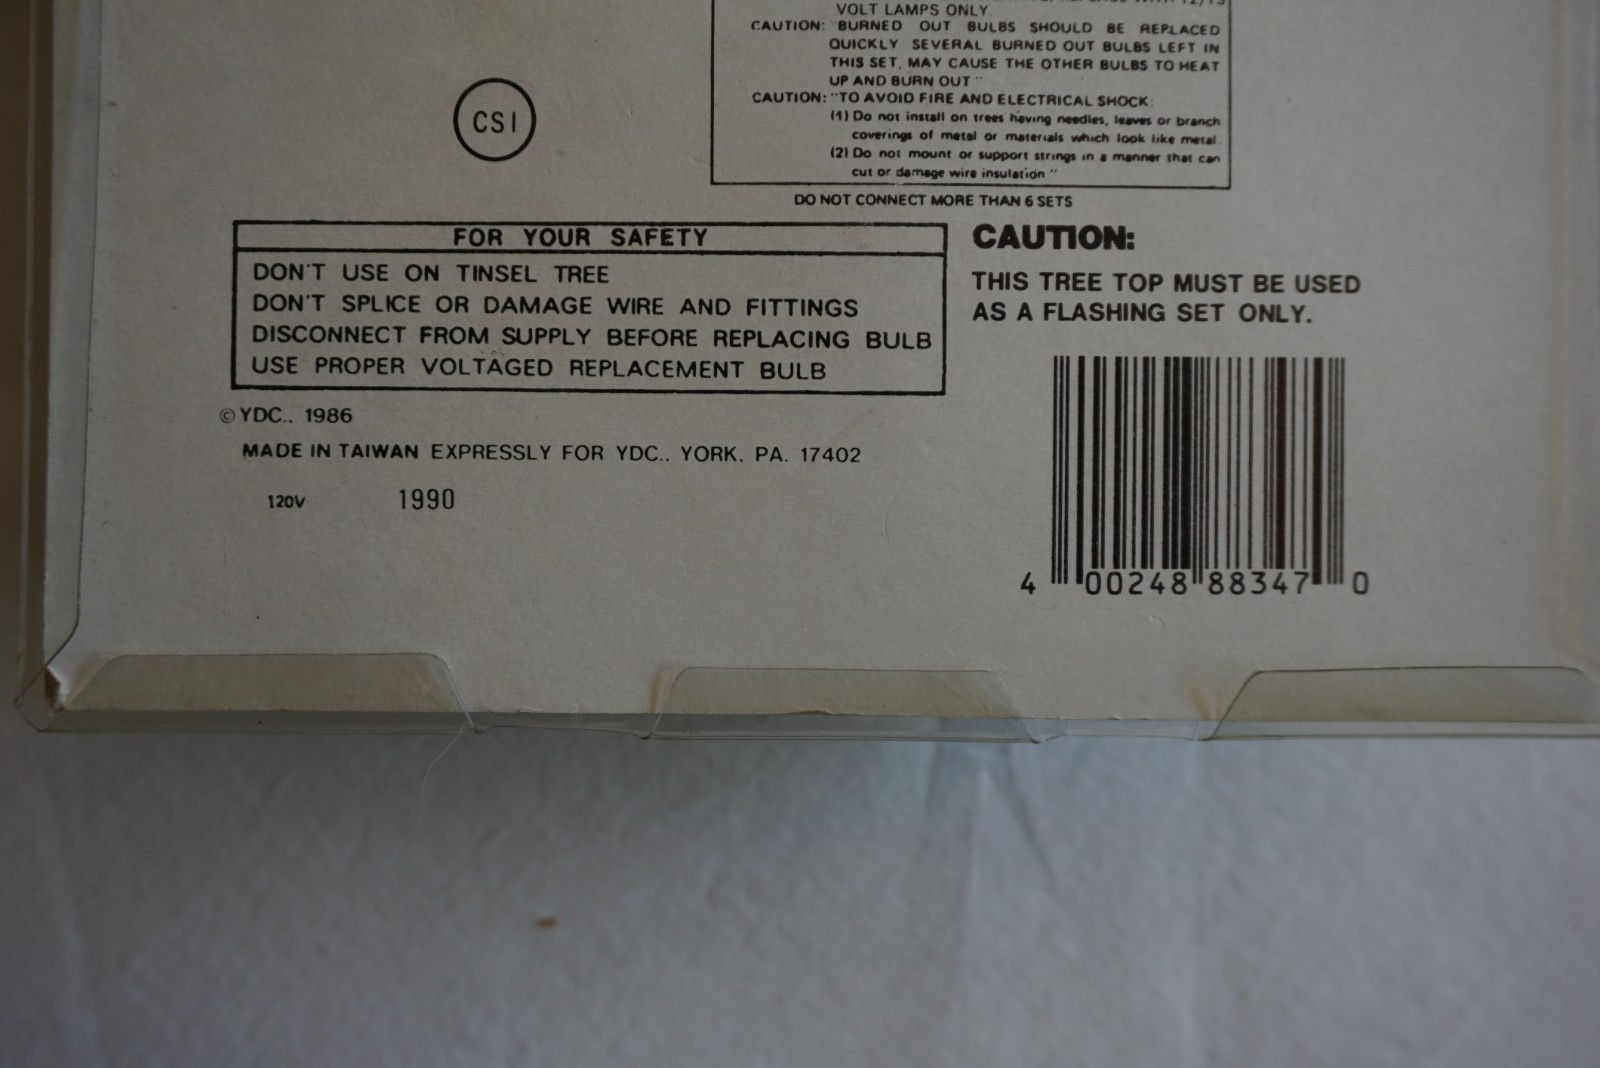 VOLT LAMPS ONLY.
CAUTION: "BURNED OUT BULBS SHOULD BE REPLACED
QUICKLY SEVERAL BURNED OUT BULBS LEFT IN
THIS SET, MAY CAUSE THE OTHER BULBS TO HEAT
UP AND BURN OUT "
CAUTION: "TO AVOID FIRE AND ELECTRICAL SHOCK:
(1) Do not install on trees having needles, leaves or branch
coverings of metal or materials which look like metal.
(2) Do not mount or support strings in a manner that can
cut or damage wire insulation "
DO NOT CONNECT MORE THAN 6 SETS
CSI
FOR YOUR SAFETY
DON'T USE ON TINSEL TREE
DON'T SPLICE OR DAMAGE WIRE AND FITTINGS
DISCONNECT FROM SUPPLY BEFORE REPLACING BULB
USE PROPER VOLTAGED REPLACEMENT BULB
CAUTION:
THIS TREE TOP MUST BE USED
AS A FLASHING SET ONLY.
©YDC.. 1986
MADE IN TAIWAN EXPRESSLY FOR YDC.. YORK. PA. 17402
120V 1990
4 00248 88347 0